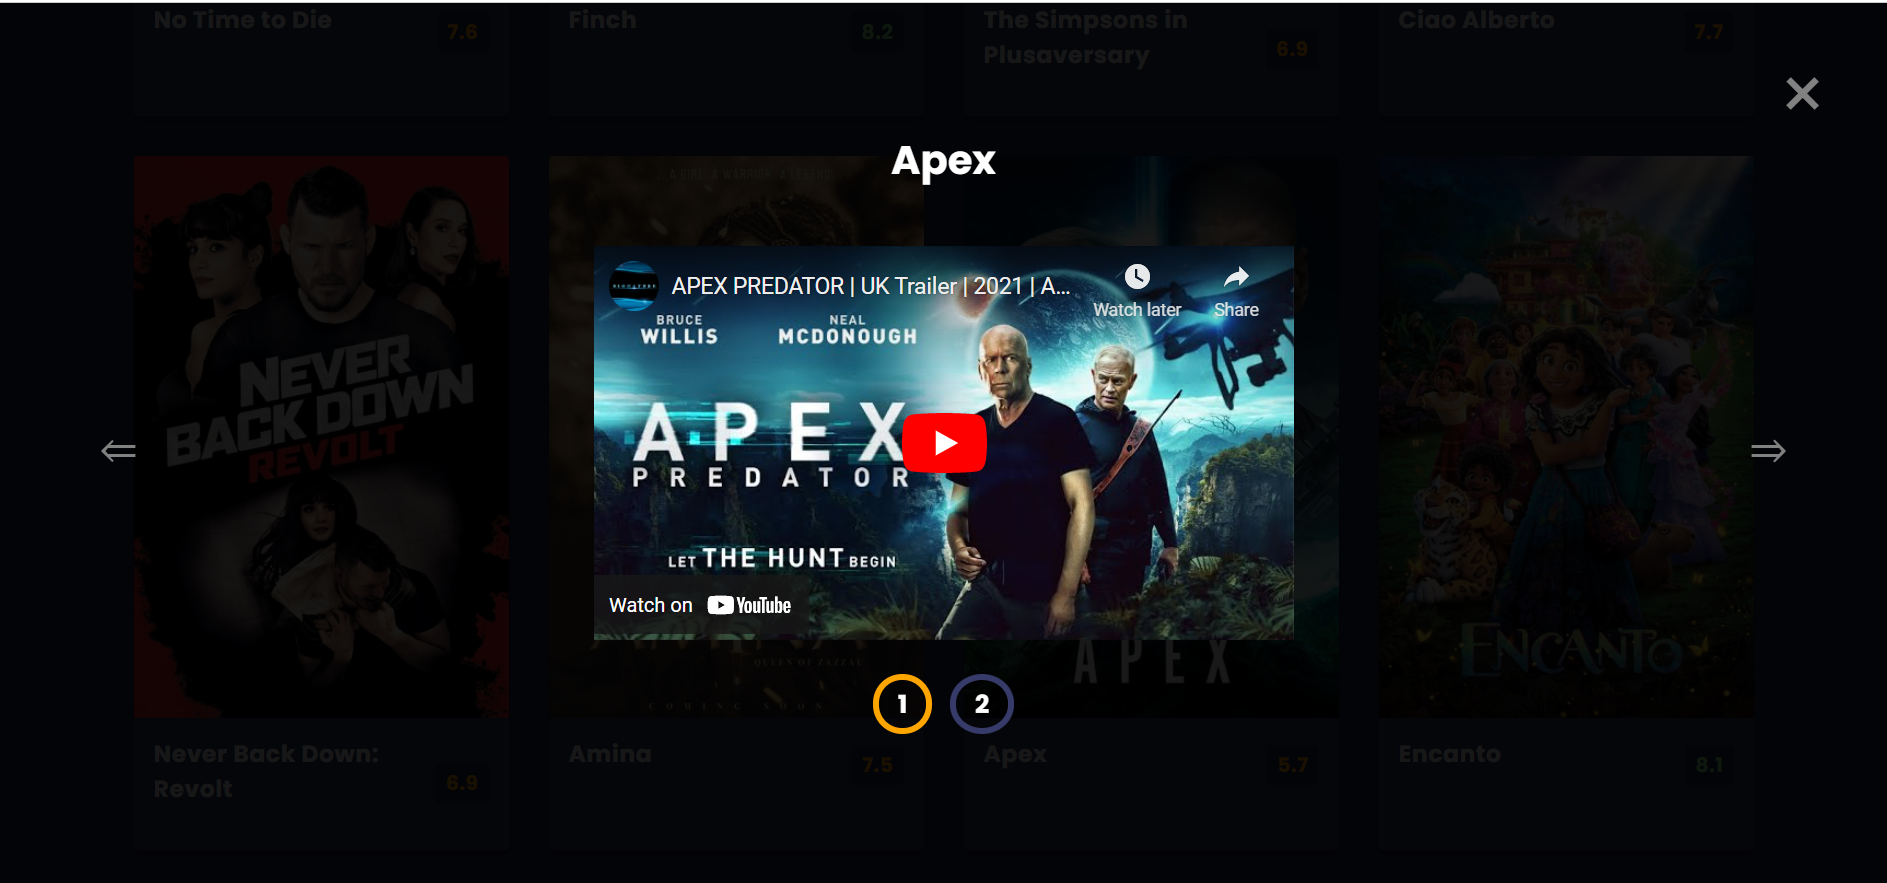 No Time to Die
7.6
Finch
8.2
The Simpsons in
Plusaversary
6.9
Ciao Alberto
7.7
Apex
A GIRL. A WARRIOR. A LEGEND.
APEX PREDATOR | UK Trailer | 2021 | A...
Watch later
Share
BRUCE
WILLIS
NEAL
MCDONOUGH
APEX
PREDATOR
LET THE HUNT BEGIN
Watch on YouTube
NEVER
BACK DOWN
REVOLT
QUEEN OF ZAZZAU
COMING SOON
APEX
ENCANTO
1
2
Never Back Down:
Revolt
6.9
Amina
7.5
Apex
5.7
Encanto
8.1